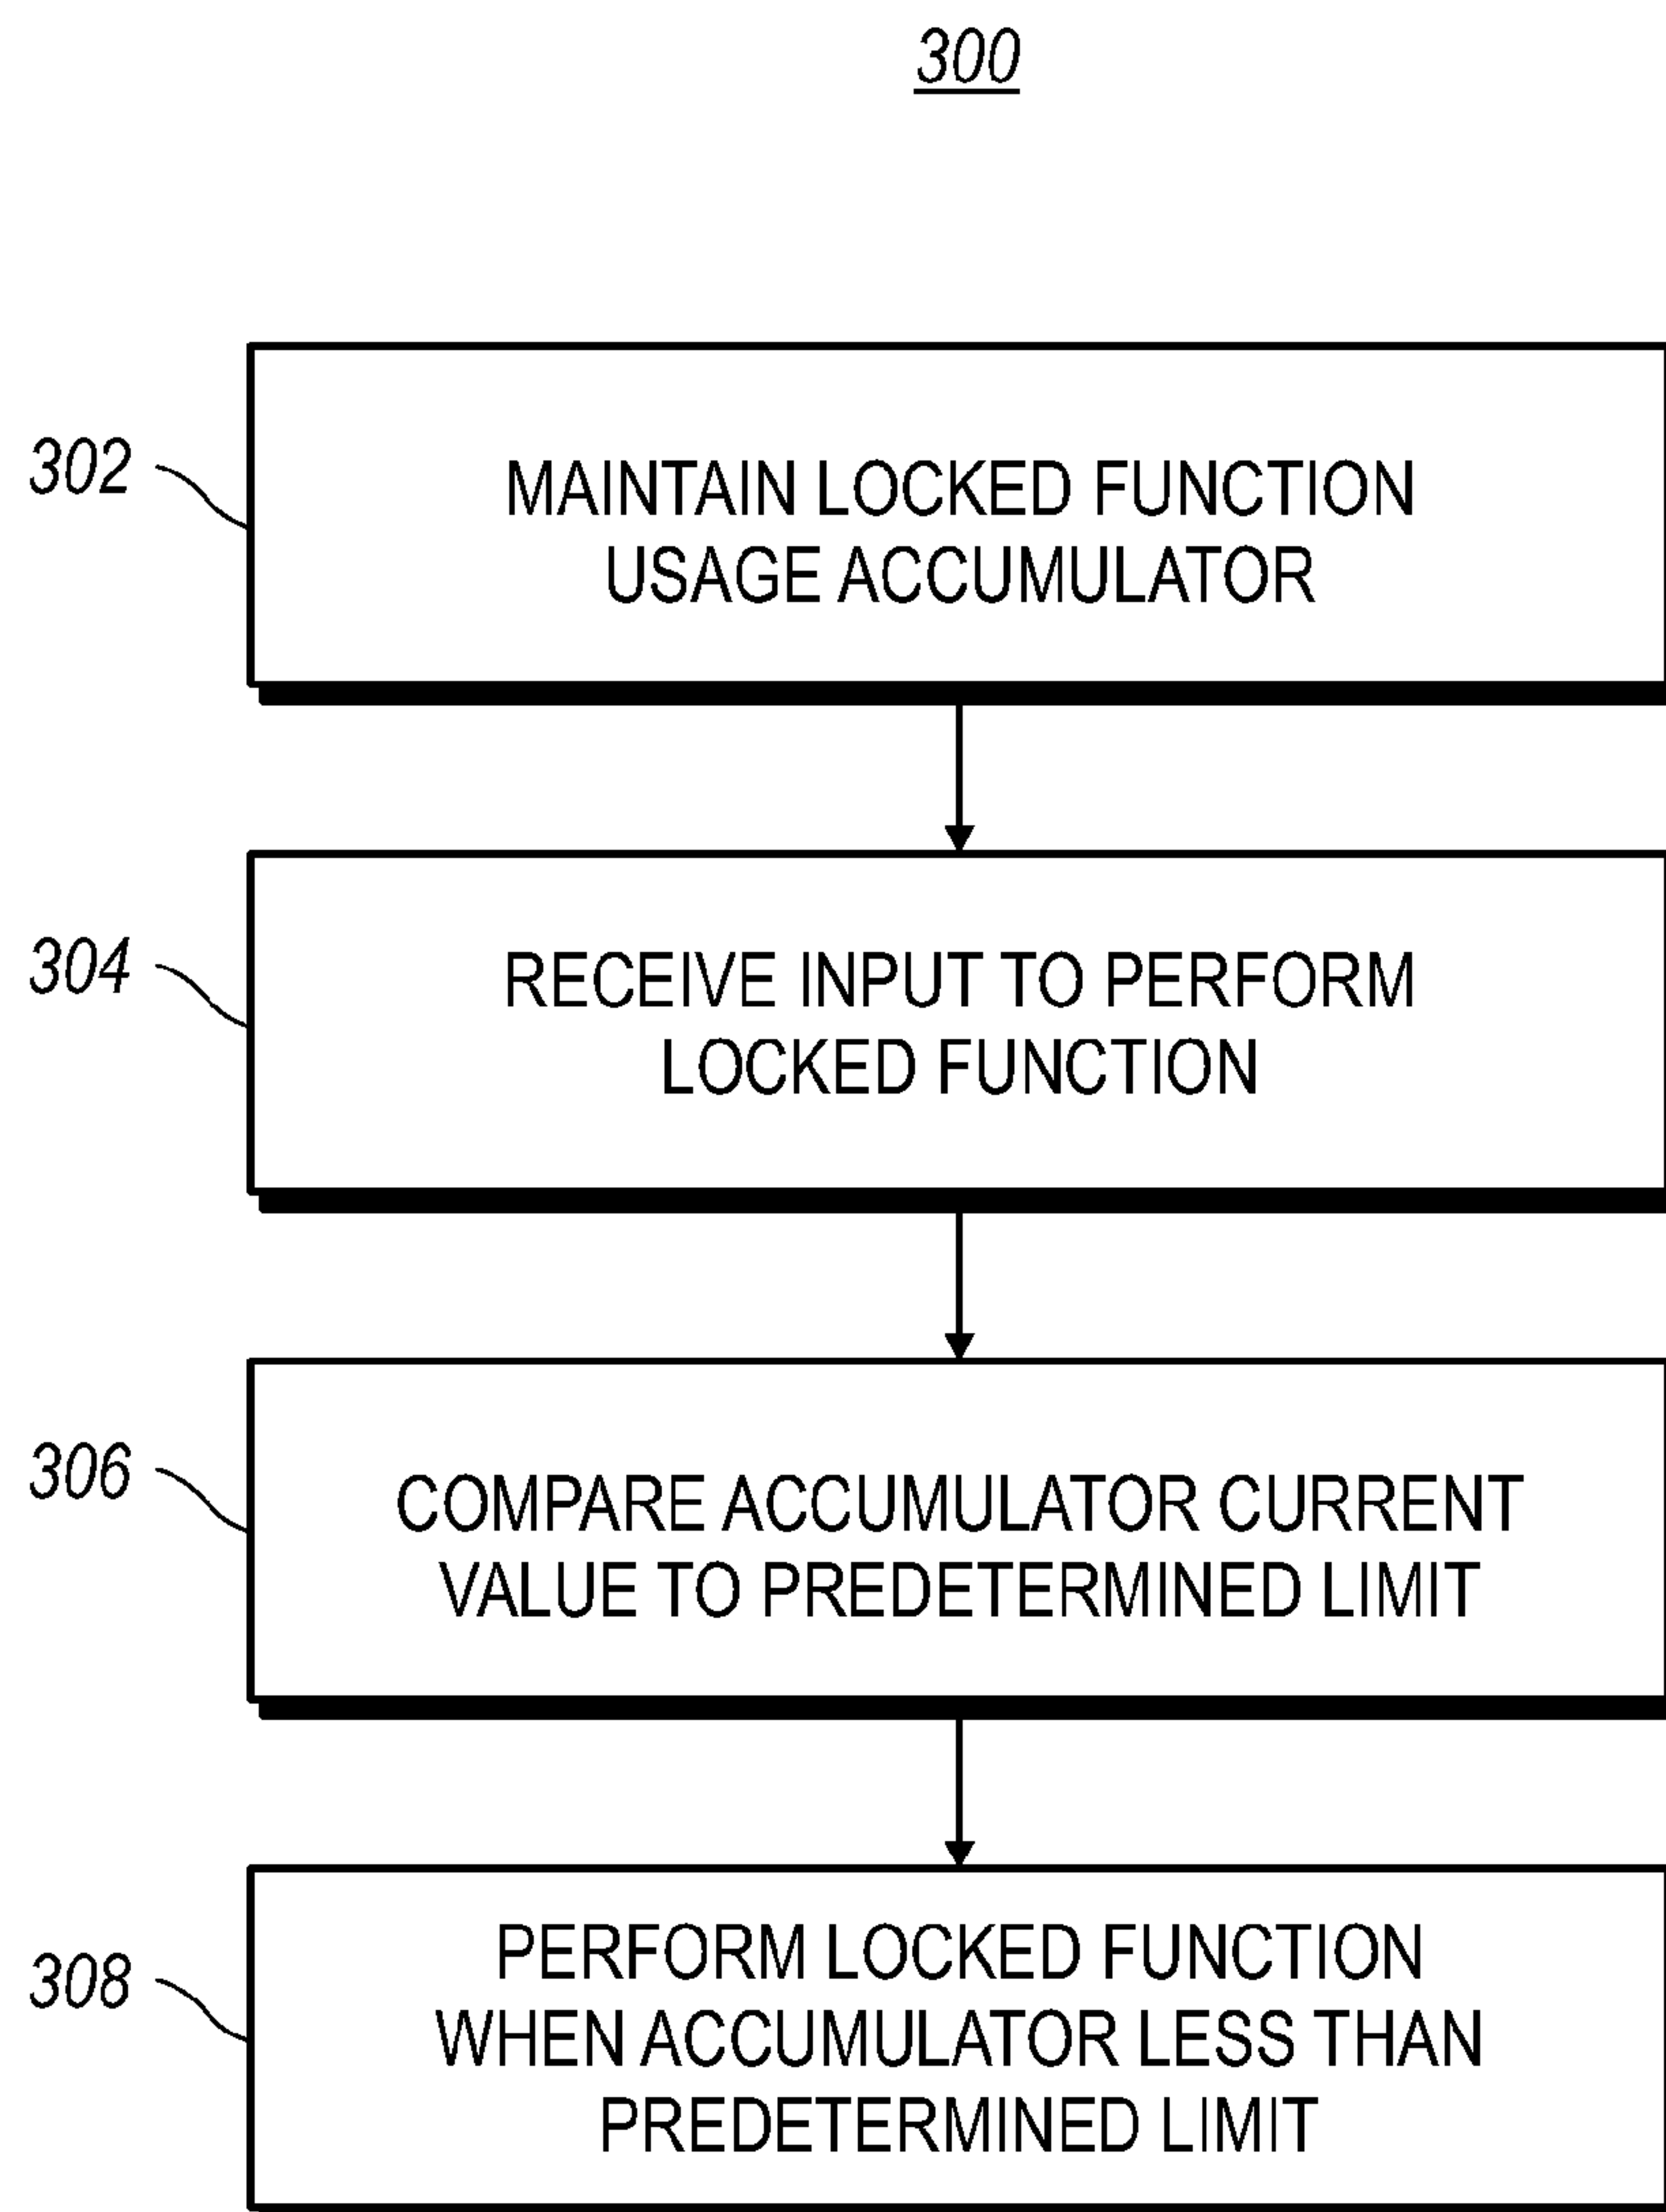 300
302
MAINTAIN LOCKED FUNCTION
USAGE ACCUMULATOR
304
RECEIVE INPUT TO PERFORM
LOCKED FUNCTION
306
COMPARE ACCUMULATOR CURRENT
VALUE TO PREDETERMINED LIMIT
308
PERFORM LOCKED FUNCTION
WHEN ACCUMULATOR LESS THAN
PREDETERMINED LIMIT